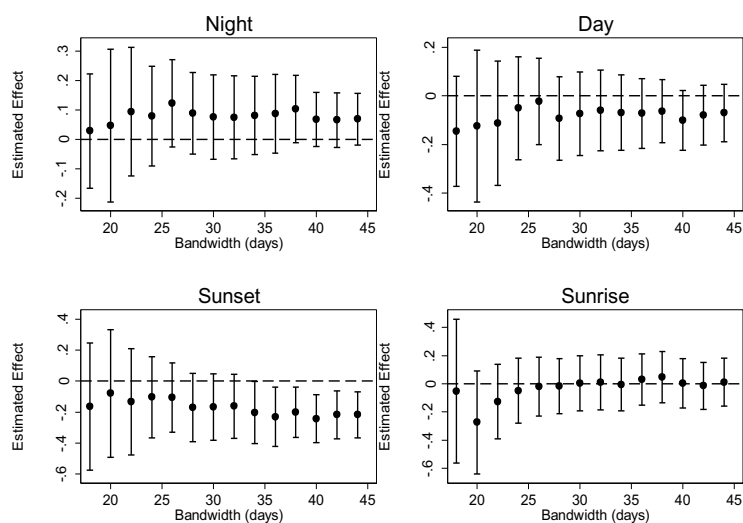 Night
Estimated Effect
.3
.2
.1
0
-.1
-.2
20 25 30 35 40 45
Bandwidth (days)
Day
Estimated Effect
.2
0
-.2
-.4
20 25 30 35 40 45
Bandwidth (days)
Sunset
Estimated Effect
.4
.2
0
-.2
-.4
-.6
20 25 30 35 40 45
Bandwidth (days)
Sunrise
Estimated Effect
.4
.2
0
-.2
-.4
-.6
20 25 30 35 40 45
Bandwidth (days)